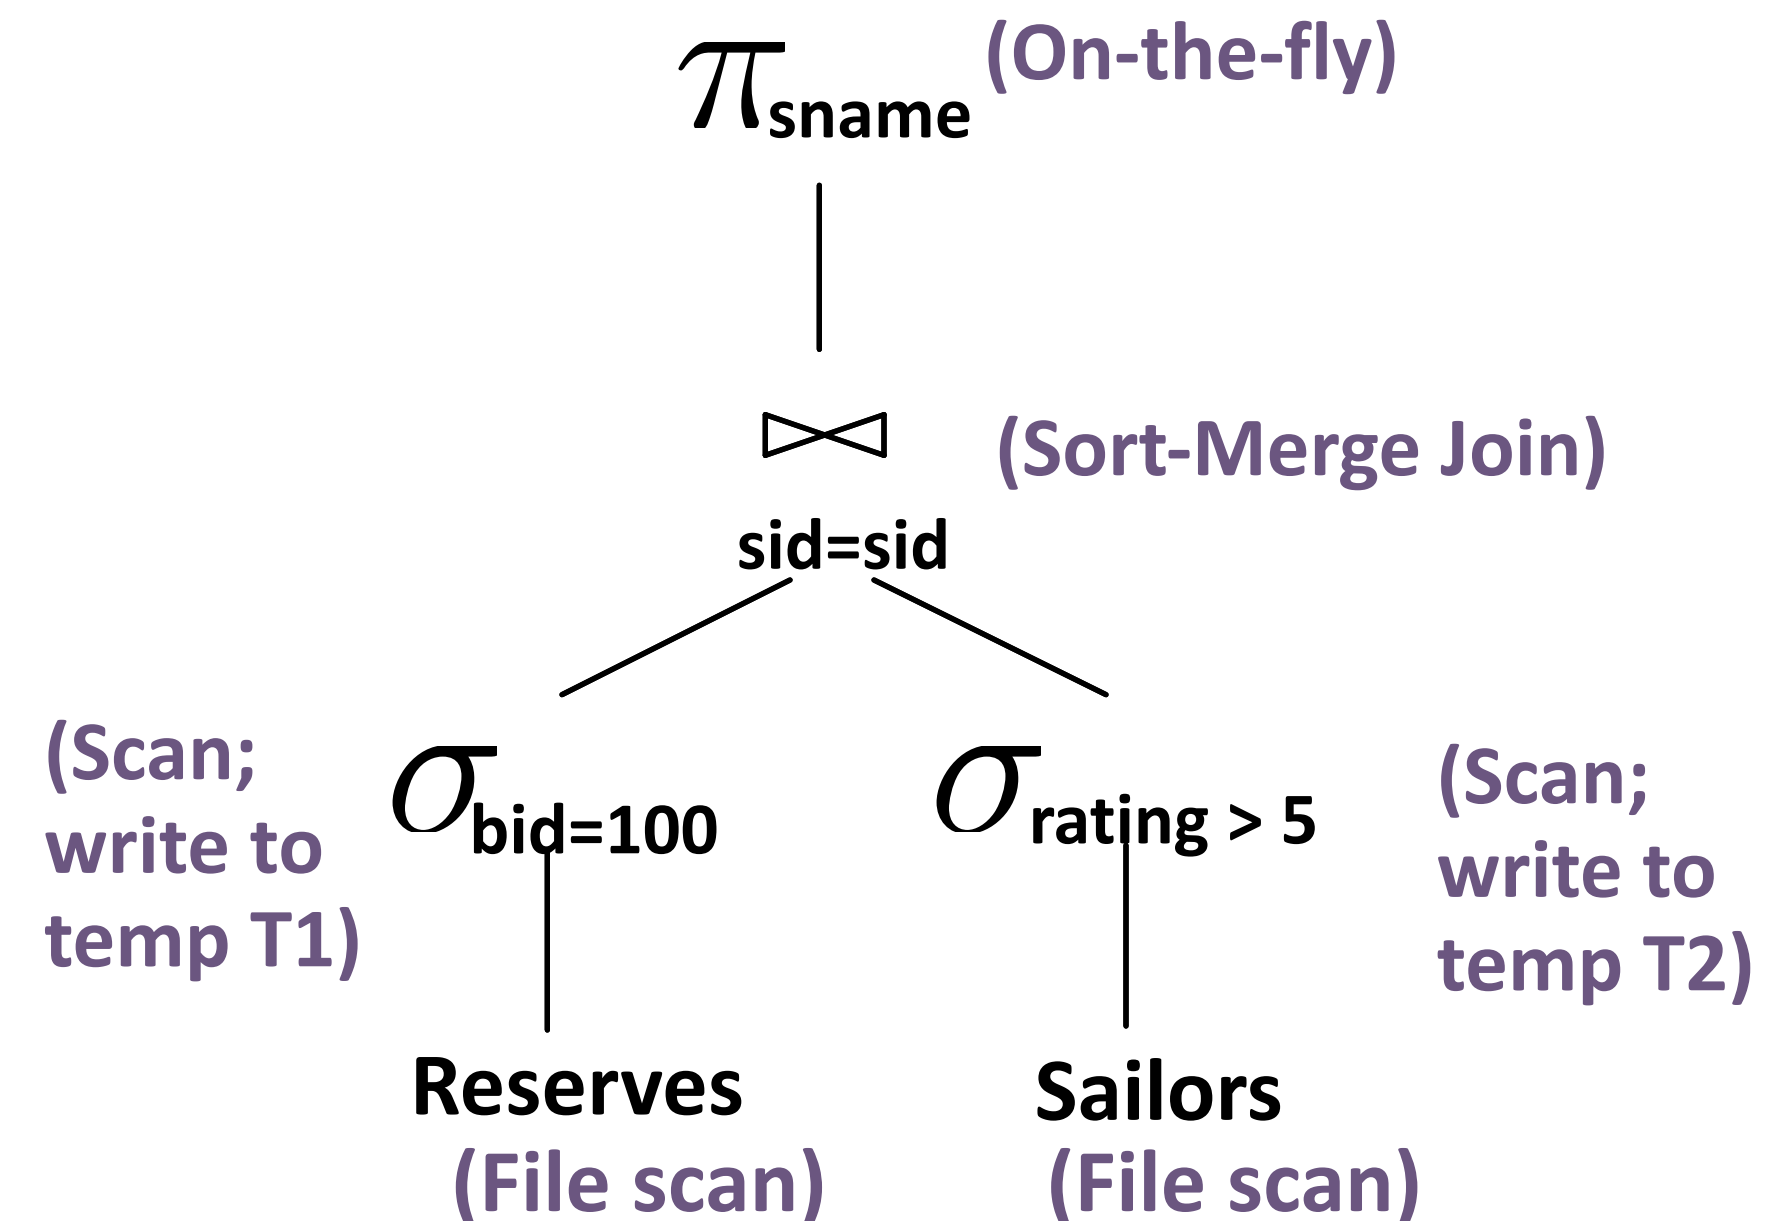 πsname (On-the-fly)
⋈ (Sort-Merge Join)
sid=sid
(Scan;
write to
temp T1)
σbid=100
σrating > 5
(Scan;
write to
temp T2)
Reserves
(File scan)
Sailors
(File scan)